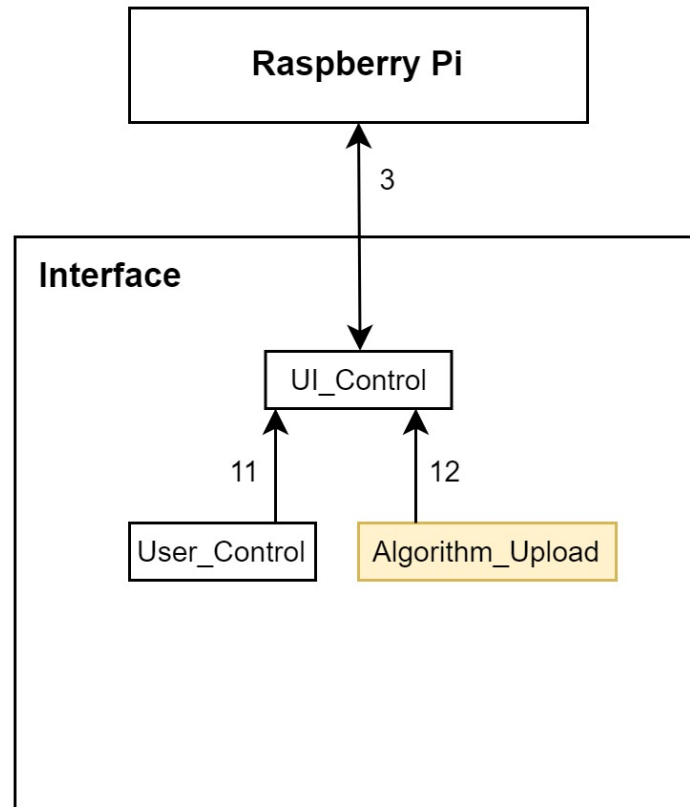 Raspberry Pi
3
Interface
UI_Control
11
12
User_Control
Algorithm_Upload